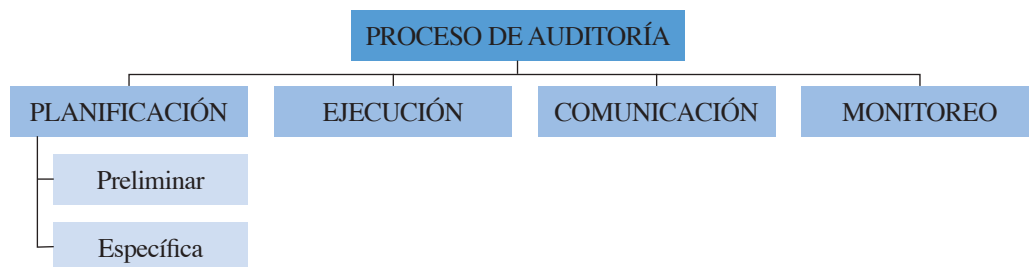 PROCESO DE AUDITORÍA
PLANIFICACIÓN
EJECUCIÓN
COMUNICACIÓN
MONITOREO
Preliminar
Específica